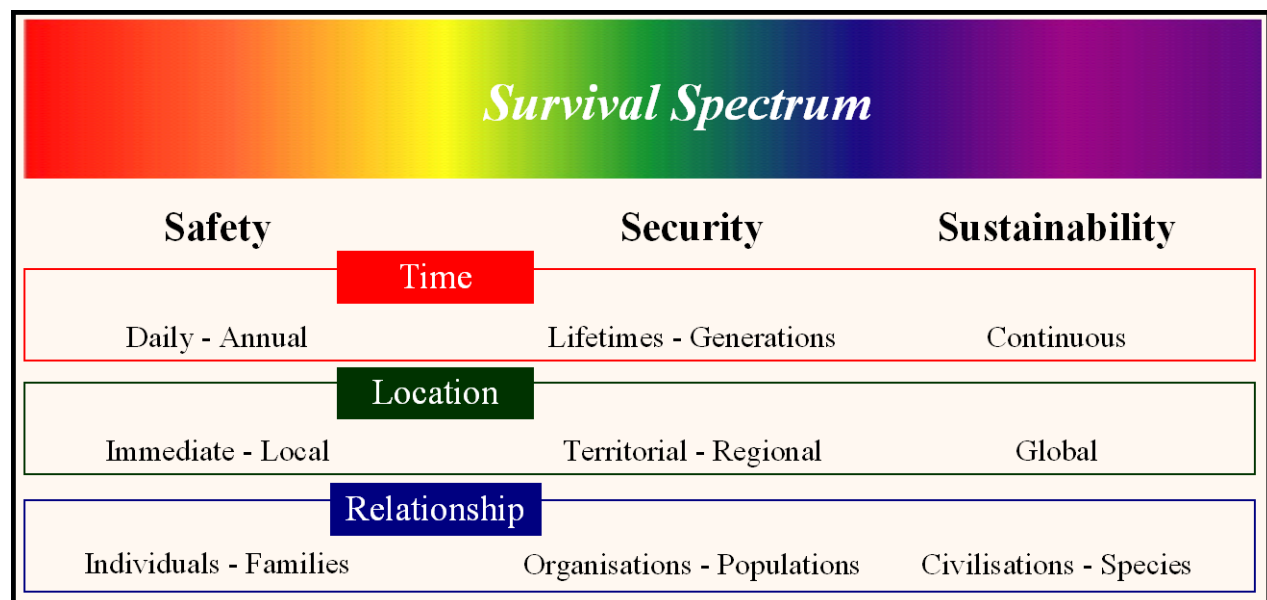 Survival Spectrum
Safety Security Sustainability
Time
Daily - Annual Lifetimes - Generations Continuous
Location
Immediate - Local Territorial - Regional Global
Relationship
Individuals - Families Organisations - Populations Civilisations - Species